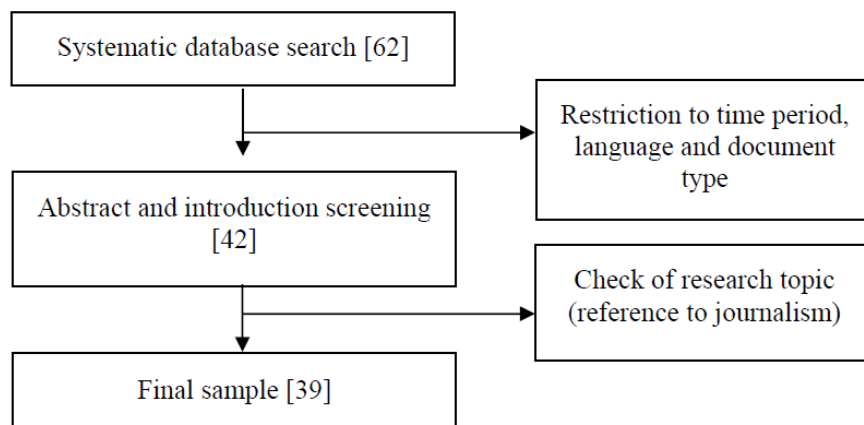 Systematic database search [62]
Restriction to time period,
language and document
type
Abstract and introduction screening
[42]
Check of research topic
(reference to journalism)
Final sample [39]